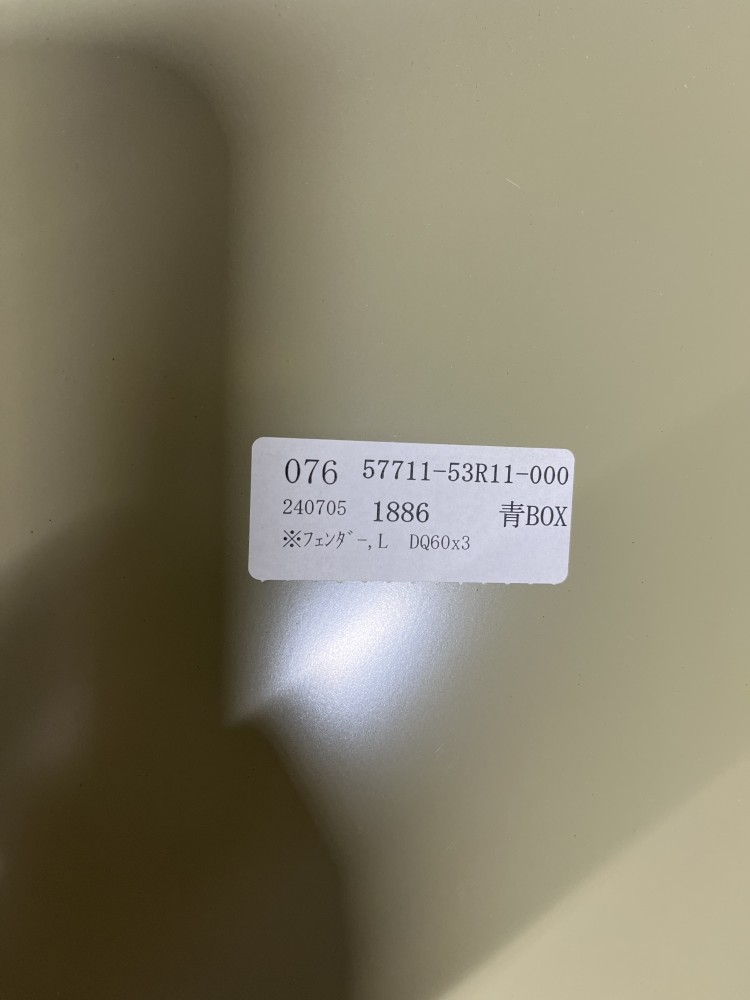 076 57711-53R11-000
240705 1886 青BOX
※ﾌｪﾝﾀﾞｰ,L DQ60x3